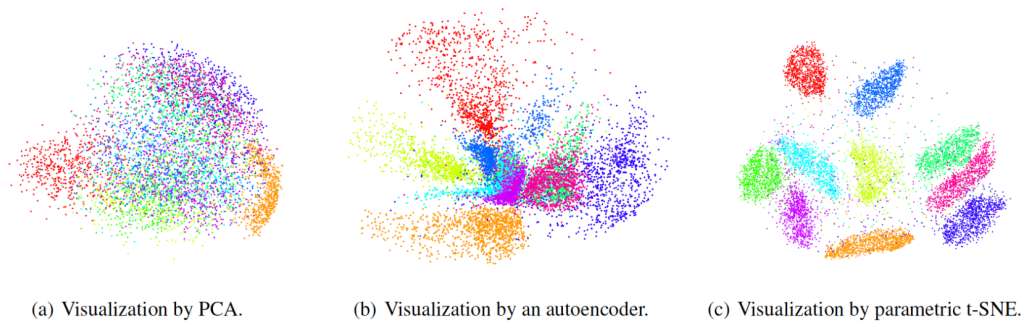 (a) Visualization by PCA.
(b) Visualization by an autoencoder.
(c) Visualization by parametric t-SNE.